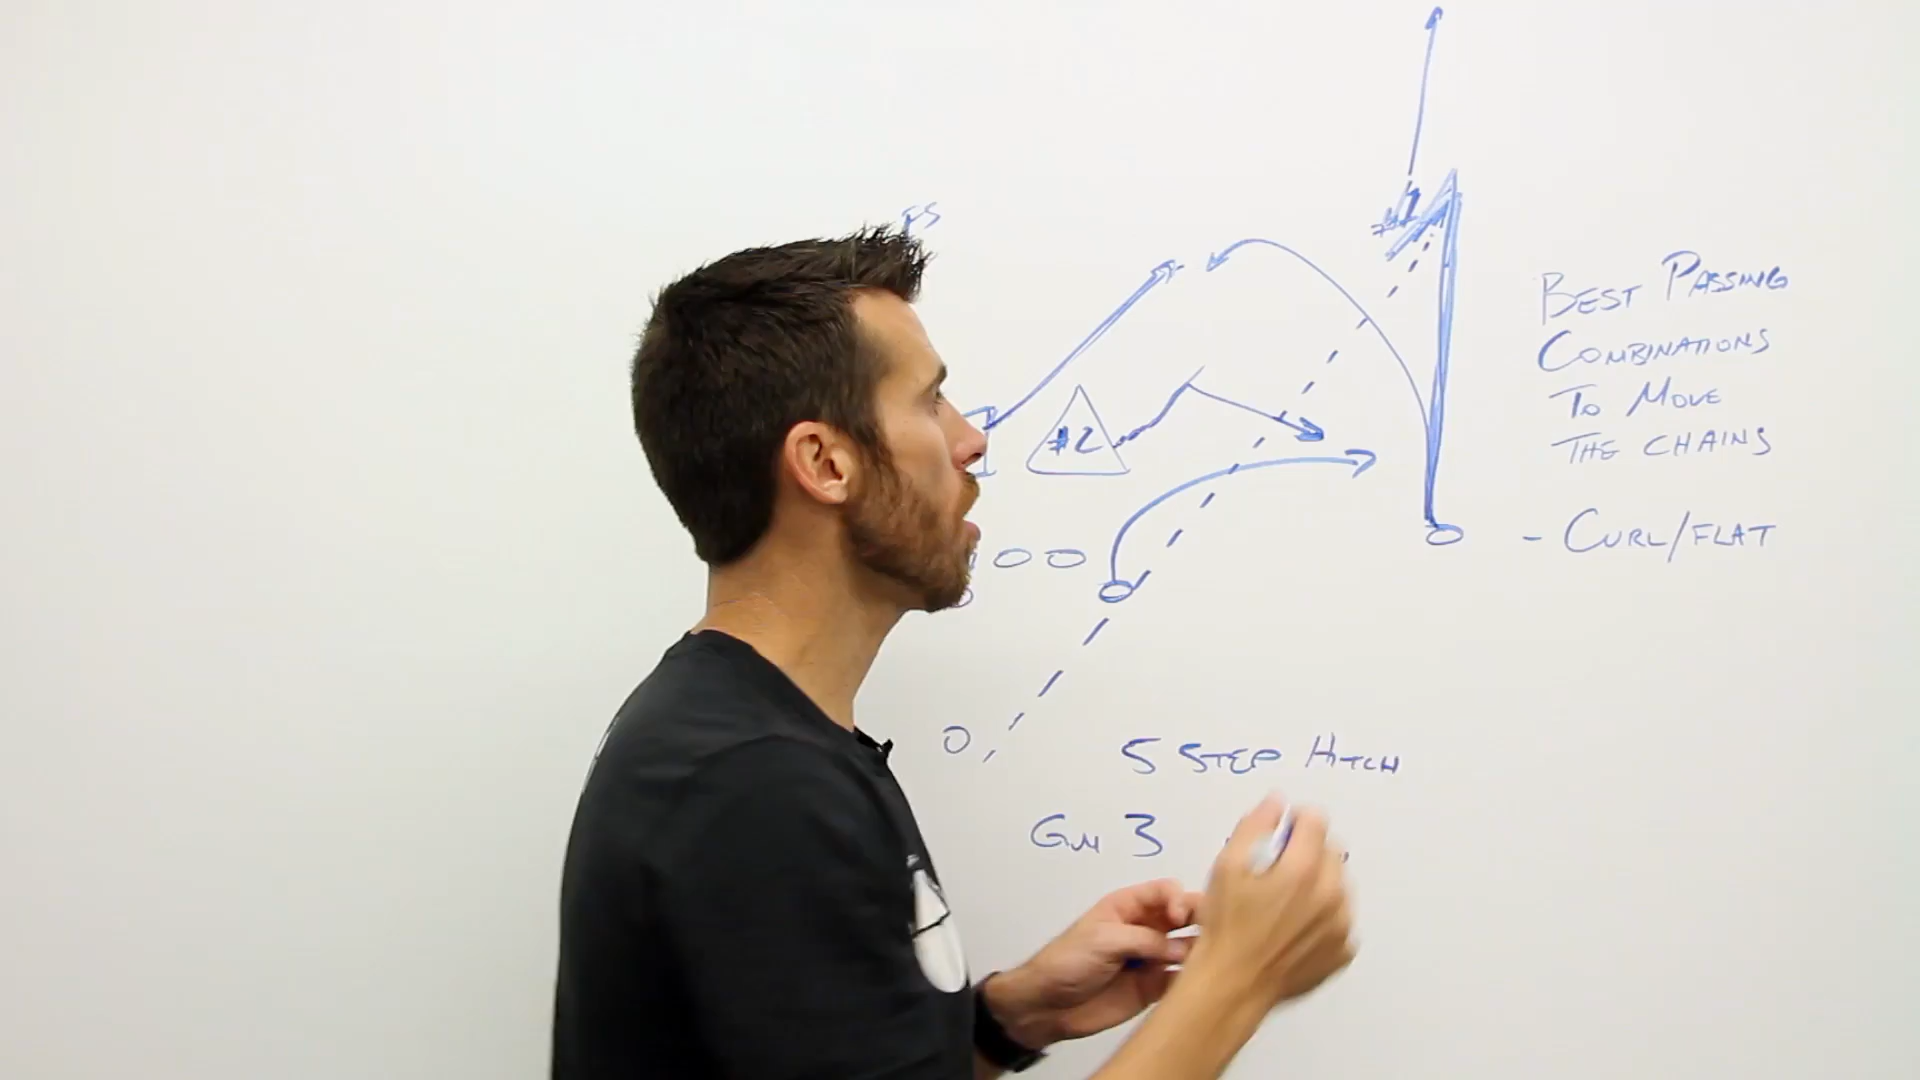 FS
#1
BEST PASSING
COMBINATIONS
TO MOVE
THE CHAINS
#2
- CURL/FLAT
5 STEP HITCH
GUN 3